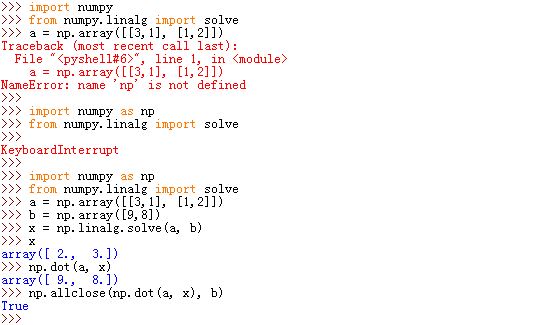 >>> import numpy
>>> from numpy.linalg import solve
>>> a = np.array([[3,1], [1,2]])
Traceback (most recent call last):
  File "<pyshell#6>", line 1, in <module>
    a = np.array([[3,1], [1,2]])
NameError: name 'np' is not defined
>>>
>>> import numpy as np
>>> from numpy.linalg import solve
>>>
KeyboardInterrupt
>>>
>>> import numpy as np
>>> from numpy.linalg import solve
>>> a = np.array([[3,1], [1,2]])
>>> b = np.array([9,8])
>>> x = np.linalg.solve(a, b)
>>> x
array([ 2.,  3.])
>>> np.dot(a, x)
array([ 9.,  8.])
>>> np.allclose(np.dot(a, x), b)
True
>>>